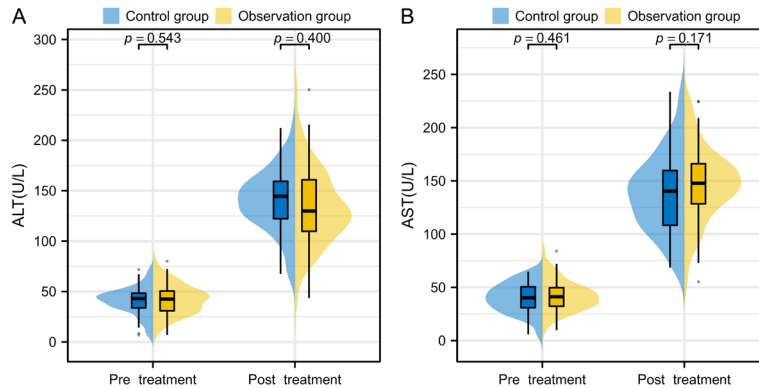 A
Control group
Observation group
p = 0.543
p = 0.400
300
250
200
150
100
50
0
ALT(U/L)
Pre treatment
Post treatment
B
Control group
Observation group
p = 0.461
p = 0.171
250
200
150
100
50
0
AST(U/L)
Pre treatment
Post treatment